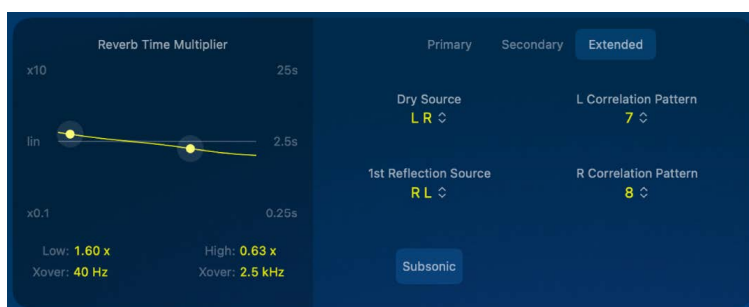 Reverb Time Multiplier
x10 25s
lin 2.5s
x0.1 0.25s
Low: 1.60 x High: 0.63 x
Xover: 40 Hz Xover: 2.5 kHz
Primary Secondary Extended
Dry Source L Correlation Pattern
L R 7
1st Reflection Source R Correlation Pattern
R L 8
Subsonic